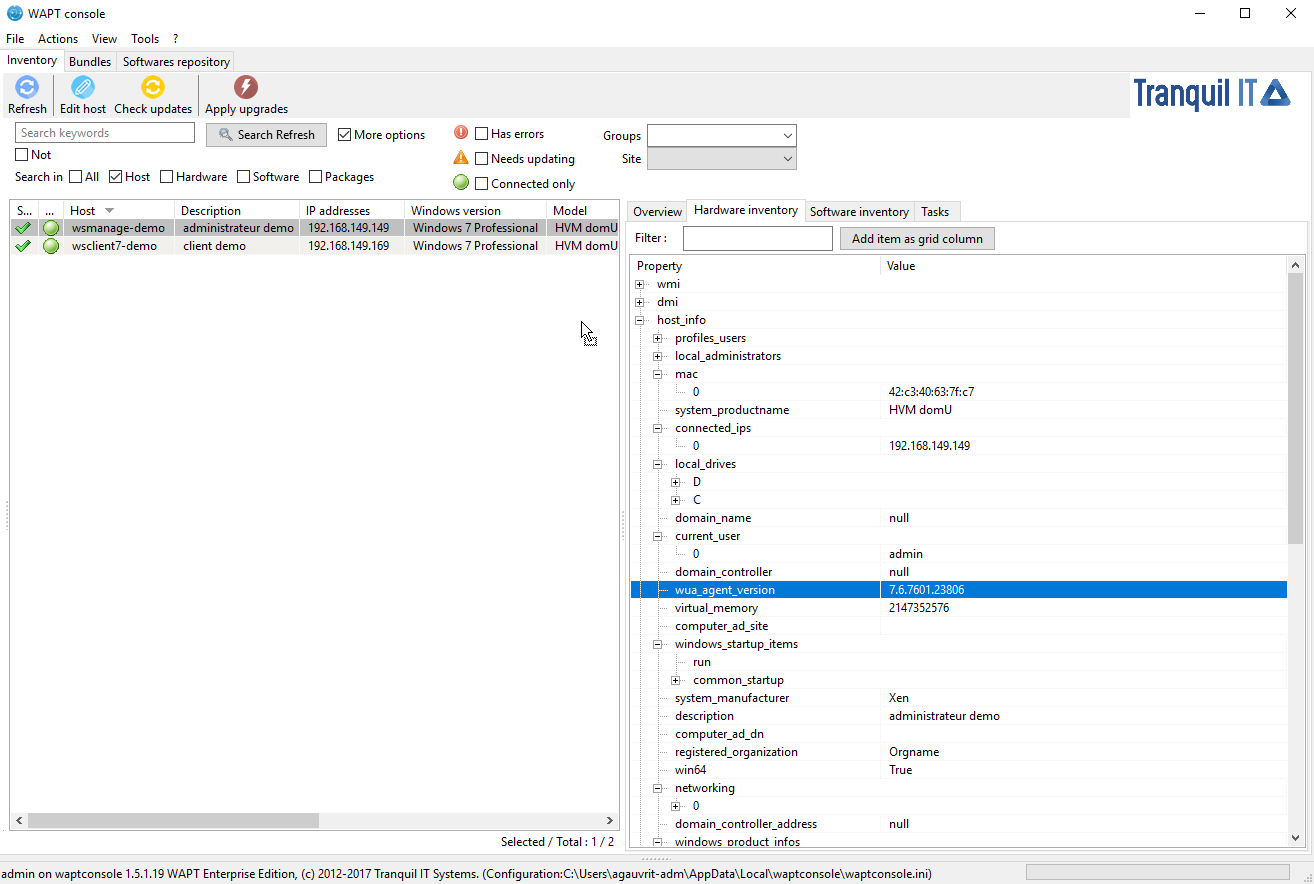 WAPT console
File Actions View Tools ?
Inventory Bundles Softwares repository
Refresh Edit host Check updates Apply upgrades
Tranquil IT
Search keywords Search Refresh More options Has errors Groups
Not Needs updating Site
Search in All Host Hardware Software Packages Connected only
S... ... Host Description IP addresses Windows version Model
wsmanage-demo administrateur demo 192.168.149.149 Windows 7 Professional HVM domU
wsclient7-demo client demo 192.168.149.169 Windows 7 Professional HVM domU
Selected / Total : 1 / 2
Overview Hardware inventory Software inventory Tasks
Filter : Add item as grid column
Property Value
wmi
dmi
host_info
profiles_users
local_administrators
mac
0 42:c3:40:63:7f:c7
system_productname HVM domU
connected_ips
0 192.168.149.149
local_drives
D
C
domain_name null
current_user
0 admin
domain_controller null
wua_agent_version 7.6.7601.23806
virtual_memory 2147352576
computer_ad_site
windows_startup_items
run
common_startup
system_manufacturer Xen
description administrateur demo
computer_ad_dn
registered_organization Orgname
win64 True
networking
0
domain_controller_address null
windows_product_infos
admin on waptconsole 1.5.1.19 WAPT Enterprise Edition, (c) 2012-2017 Tranquil IT Systems. (Configuration:C:\Users\agauvrit-adm\AppData\Local\waptconsole\waptconsole.ini)